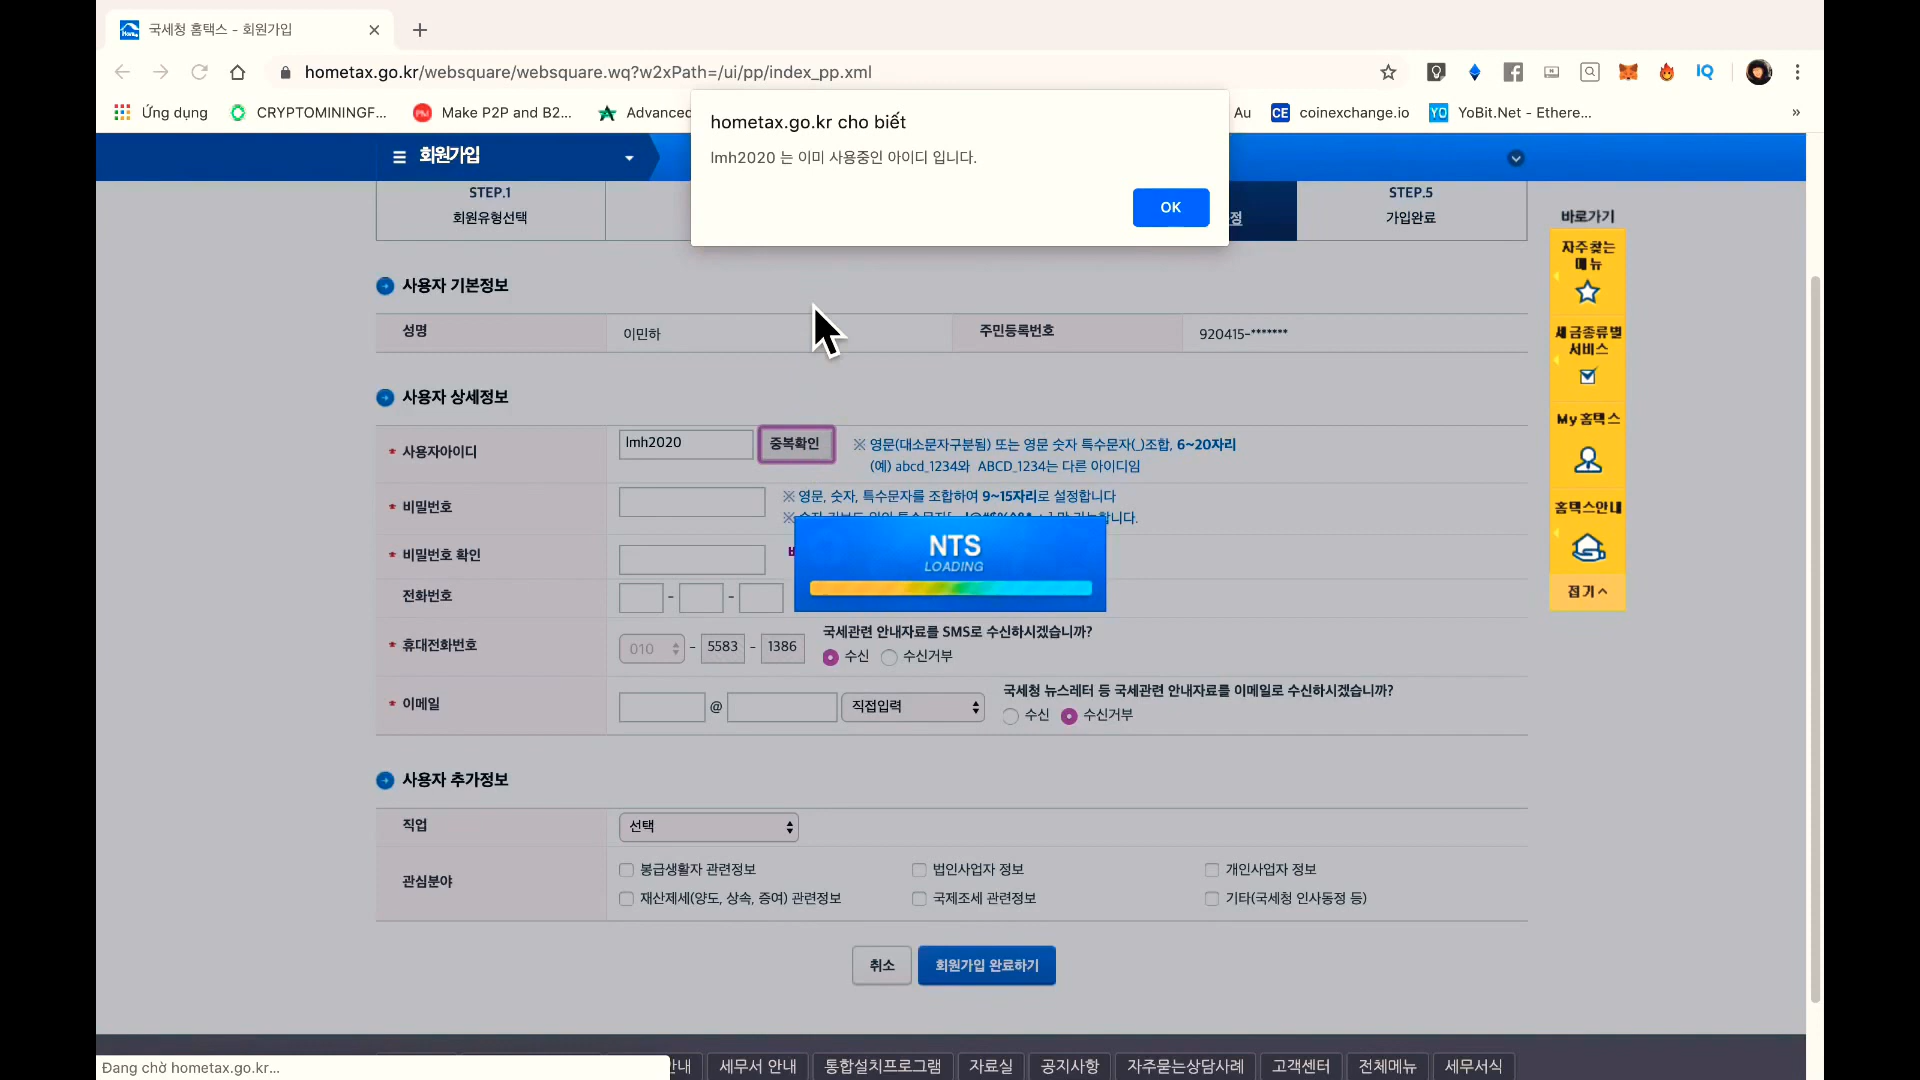 국세청 홈택스 - 회원가입
hometax.go.kr/websquare/websquare.wq?w2xPath=/ui/pp/index_pp.xml
IQ
Ứng dụng
CRYPTOMININGF...
Make P2P and B2...
Advanced
Au
CE coinexchange.io
YO YoBit.Net - Ethere...
hometax.go.kr cho biết
lmh2020 는 이미 사용중인 아이디 입니다.
OK
회원가입
STEP.1
회원유형선택
정
STEP.5
가입완료
바로가기
자주찾는
메뉴
세금종류별
서비스
My홈택스
홈택스안내
접기
사용자 기본정보
성명
이민하
주민등록번호
920415-*******
사용자 상세정보
* 사용자아이디
lmh2020
중복확인
※ 영문(대소문자구분됨) 또는 영문 숫자 특수문자(_)조합, 6~20자리
(예) abcd_1234와 ABCD_1234는 다른 아이디임
* 비밀번호
※ 영문, 숫자, 특수문자를 조합하여 9~15자리로 설정합니다
* 비밀번호 확인
NTS
LOADING
전화번호
- -
* 휴대전화번호
010 - 5583 - 1386
국세관련 안내자료를 SMS로 수신하시겠습니까?
수신 수신거부
* 이메일
@
직접입력
국세청 뉴스레터 등 국세관련 안내자료를 이메일로 수신하시겠습니까?
수신 수신거부
사용자 추가정보
직업
선택
관심분야
봉급생활자 관련정보
법인사업자 정보
개인사업자 정보
재산제세(양도, 상속, 증여) 관련정보
국제조세 관련정보
기타(국세청 인사동정 등)
취소
회원가입 완료하기
Đang chờ hometax.go.kr...
안내
세무서 안내
통합설치프로그램
자료실
공지사항
자주묻는상담사례
고객센터
전체메뉴
세무서식